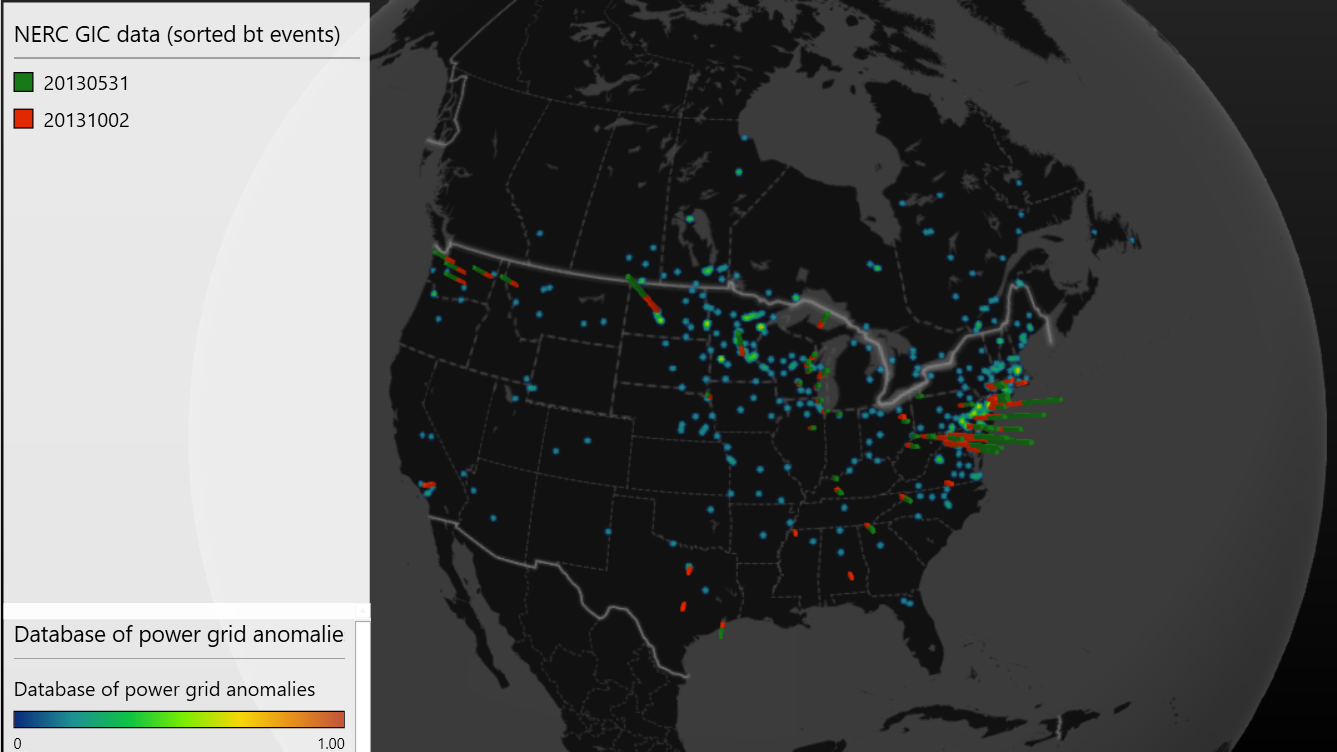 NERC GIC data (sorted bt events)
20130531
20131002
Database of power grid anomalie
Database of power grid anomalies
0 1.00